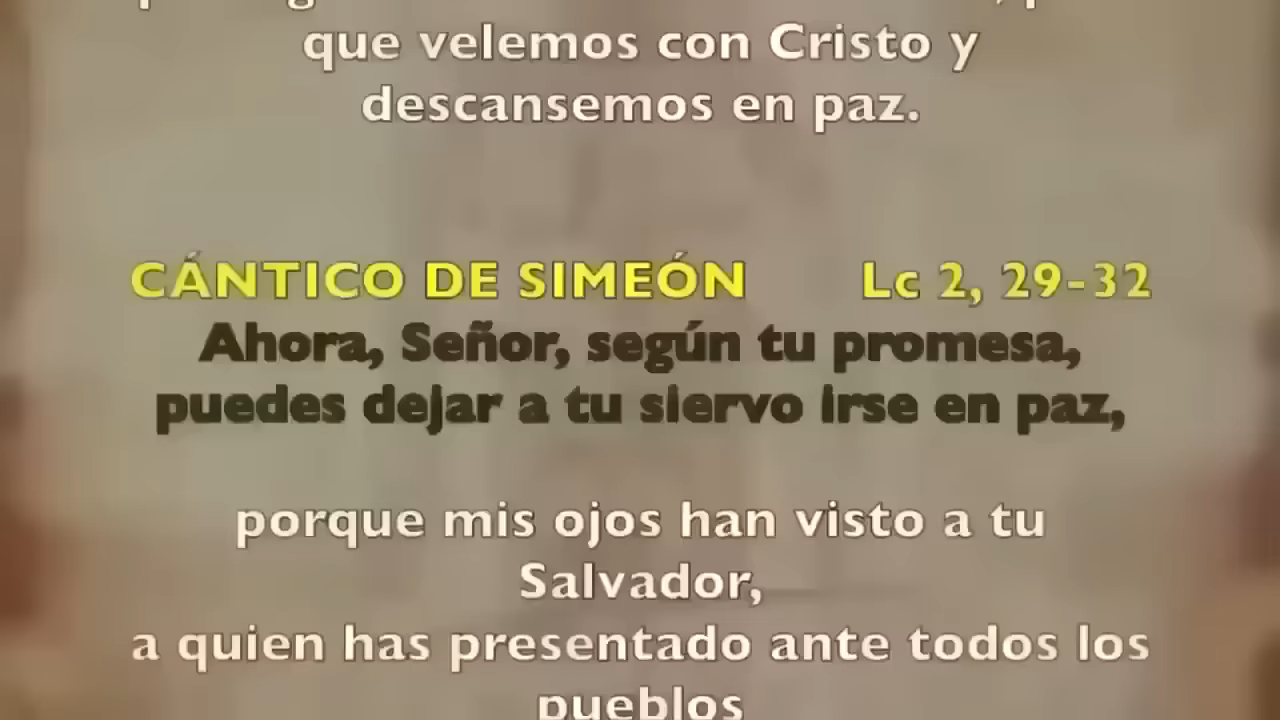 que velemos con Cristo y
descansemos en paz.
CÁNTICO DE SIMEÓN Lc 2, 29-32
Ahora, Señor, según tu promesa,
puedes dejar a tu siervo irse en paz,
porque mis ojos han visto a tu
Salvador,
a quien has presentado ante todos los
pueblos